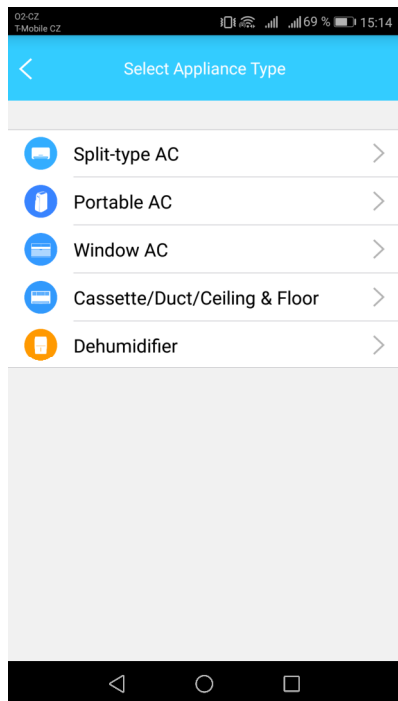 O2-CZ
T-Mobile CZ
69 % 15:14
Select Appliance Type
Split-type AC
Portable AC
Window AC
Cassette/Duct/Ceiling & Floor
Dehumidifier